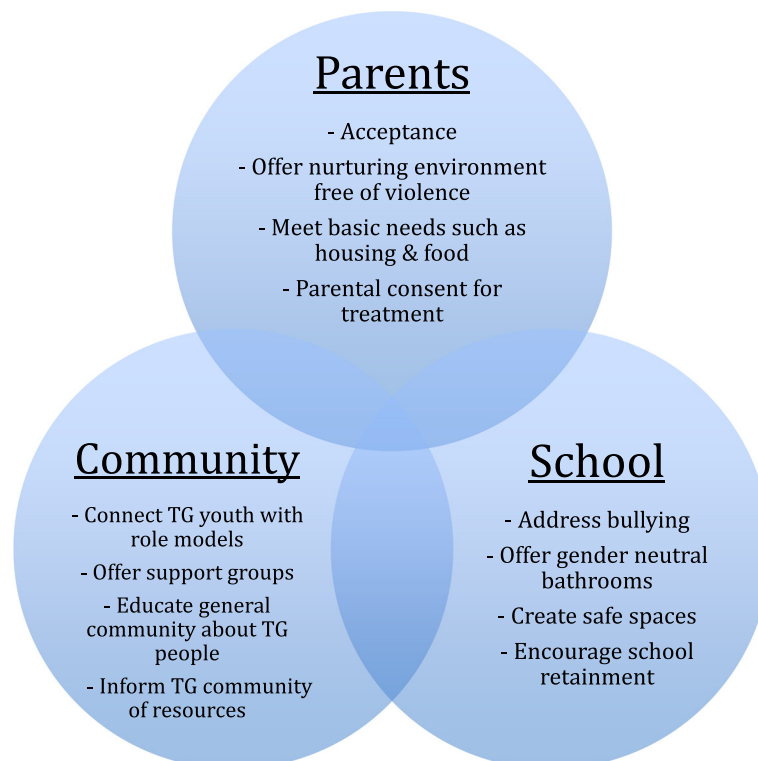 Parents
- Acceptance
- Offer nurturing environment
free of violence
- Meet basic needs such as
housing & food
- Parental consent for
treatment
Community
- Connect TG youth with
role models
- Offer support groups
- Educate general
community about TG
people
- Inform TG community
of resources
School
- Address bullying
- Offer gender neutral
bathrooms
- Create safe spaces
- Encourage school
retainment